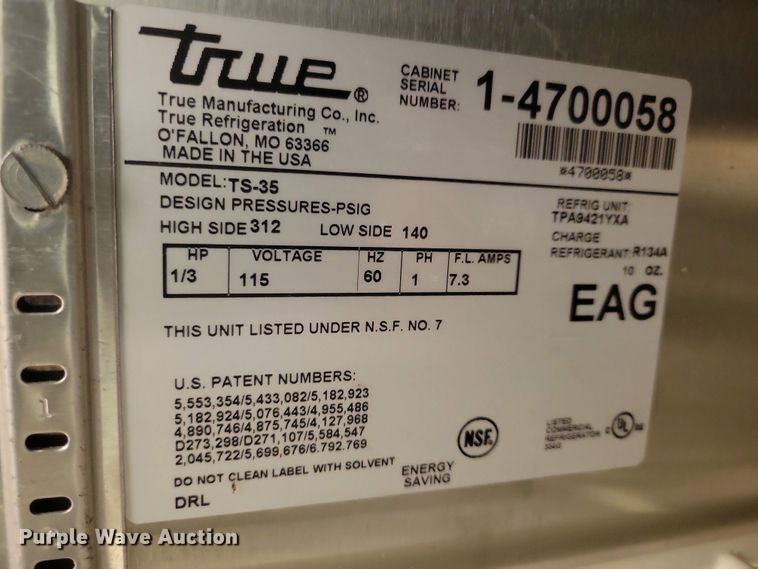 true®
True Manufacturing Co., Inc.
True Refrigeration ™
O'FALLON, MO 63366
MADE IN THE USA
CABINET
SERIAL
NUMBER: 1-4700058
*4700058*
MODEL: TS-35
DESIGN PRESSURES-PSIG
HIGH SIDE 312 LOW SIDE 140
REFRIG UNIT:
TPA9421YXA
CHARGE
REFRIGERANT: R134A
10 OZ.
HP VOLTAGE HZ PH F.L. AMPS
1/3 115 60 1 7.3
EAG
THIS UNIT LISTED UNDER N.S.F. NO. 7
U.S. PATENT NUMBERS:
5,553,354/5,433,082/5,182,923
5,182,924/5,076,443/4,955,486
4,890,746/4,875,745/4,127,968
D273,298/D271,107/5,584,547
2,045,722/5,699,676/6.792.769
DO NOT CLEAN LABEL WITH SOLVENT
DRL
ENERGY
SAVING
NSF.
LISTED
COMMERCIAL
REFRIGERATOR
C UL
1
Purple Wave Auction